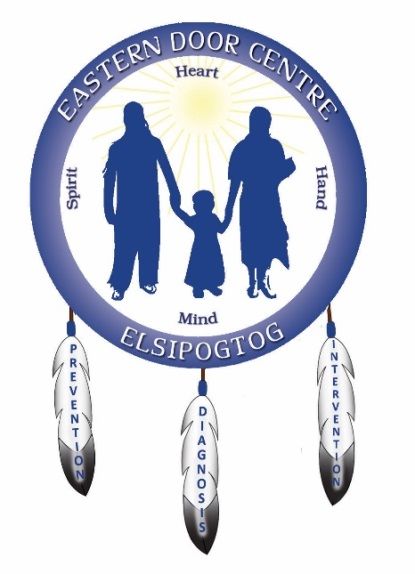 EASTERN DOOR CENTRE
Heart
Spirit
Hand
Mind
ELSIPOGTOG
PREVENTION
DIAGNOSIS
INTERVENTION